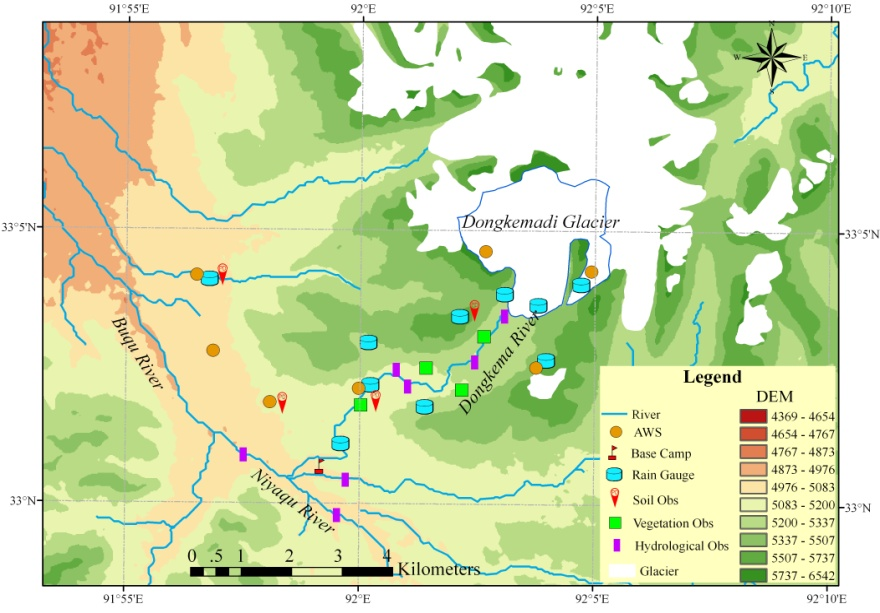 91°55'E 92°E 92°5'E 92°10'E
N
W E
S
33°5'N 33°5'N
Dongkemadi Glacier
Buqu River
Dongkema River
Niyaqu River
33°N 33°N
0 .5 1 2 3 4
Kilometers
Legend
River
AWS
Base Camp
Rain Gauge
Soil Obs
Vegetation Obs
Hydrological Obs
Glacier
DEM
4369 - 4654
4654 - 4767
4767 - 4873
4873 - 4976
4976 - 5083
5083 - 5200
5200 - 5337
5337 - 5507
5507 - 5737
5737 - 6542
91°55'E 92°E 92°5'E 92°10'E